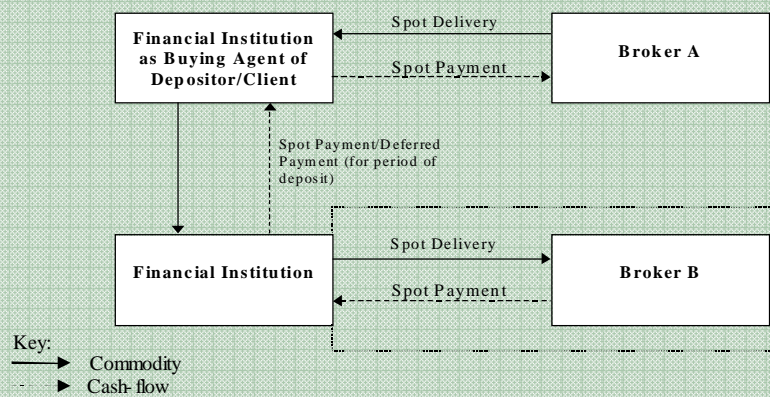 Financial Institution
as Buying Agent of
Depositor/Client
Spot Delivery
Spot Payment
Broker A
Spot Payment/Deferred
Payment (for period of
deposit)
Financial Institution
Spot Delivery
Spot Payment
Broker B
Key:
Commodity
Cash-flow